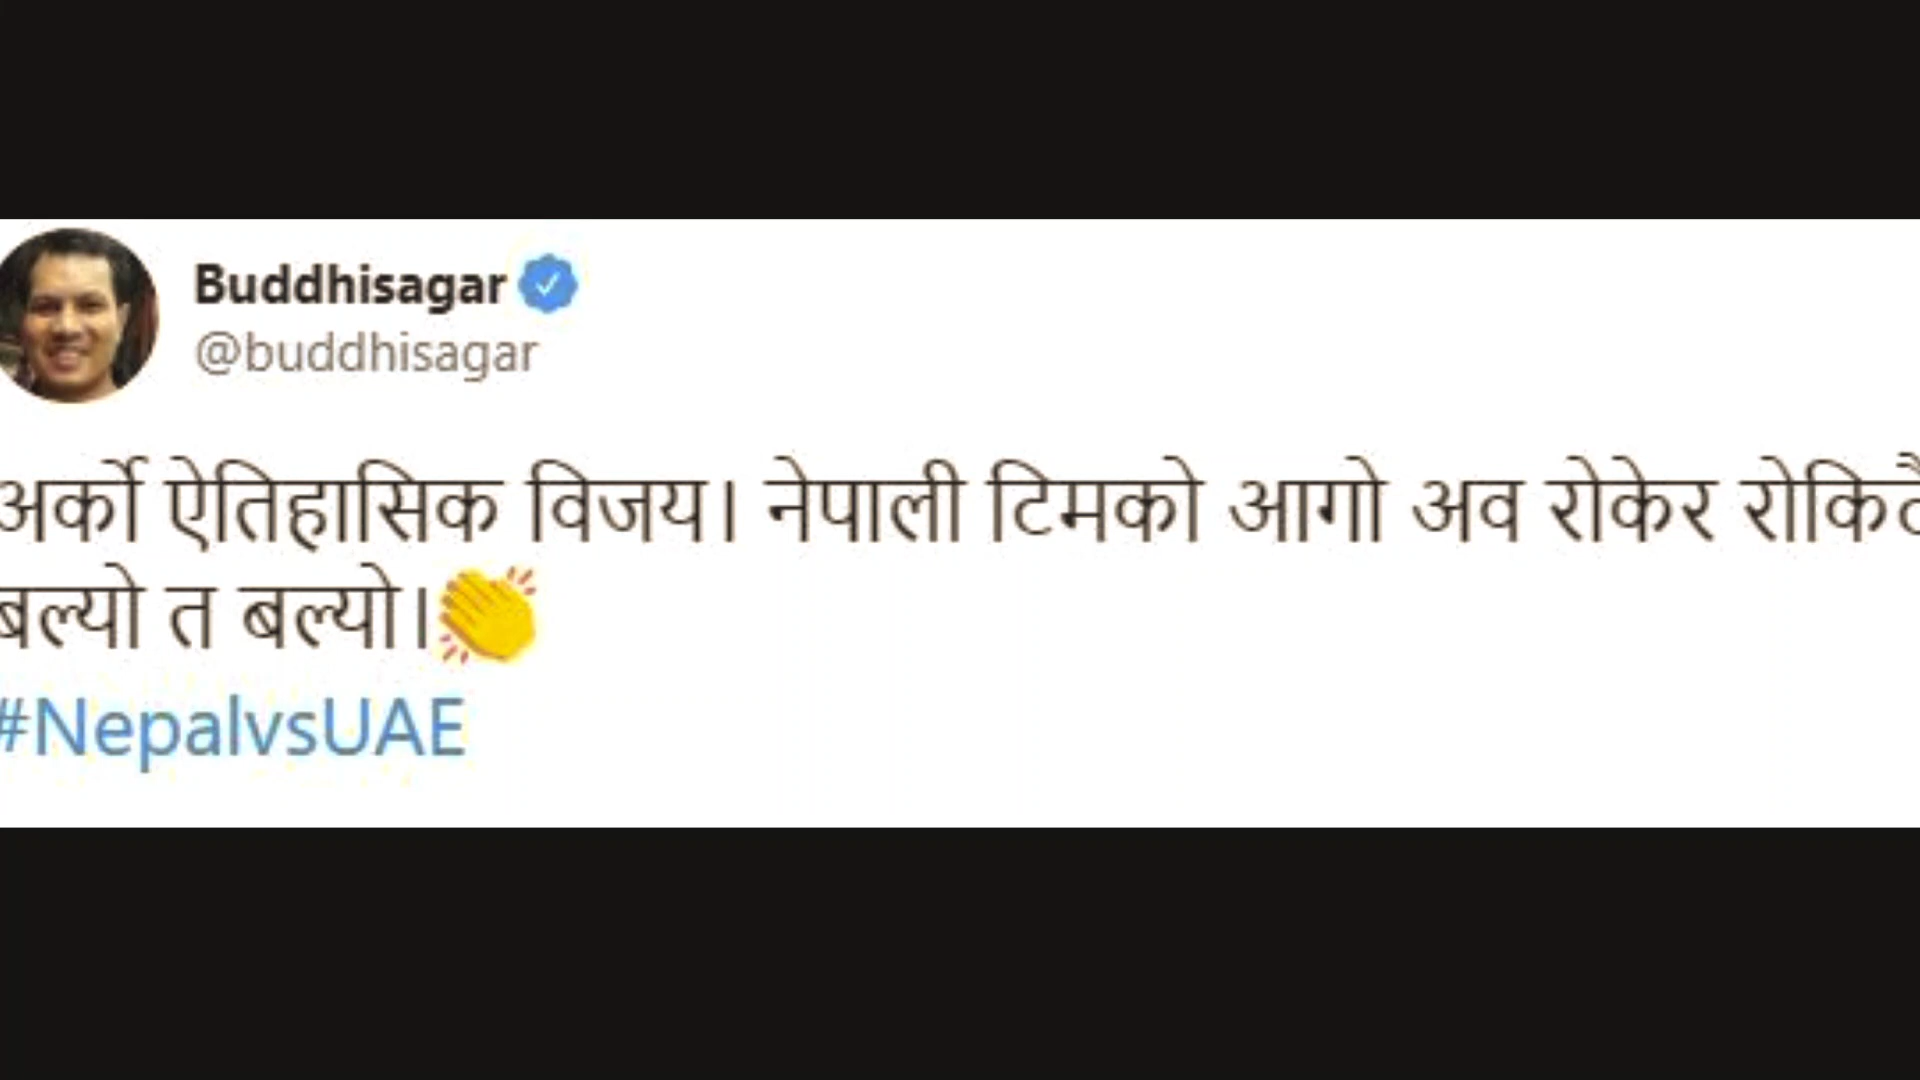 Buddhisagar
@buddhisagar
अर्को ऐतिहासिक विजय। नेपाली टिमको आगो अव रोकेर
बल्यो त बल्यो।👏
#NepalvsUAE